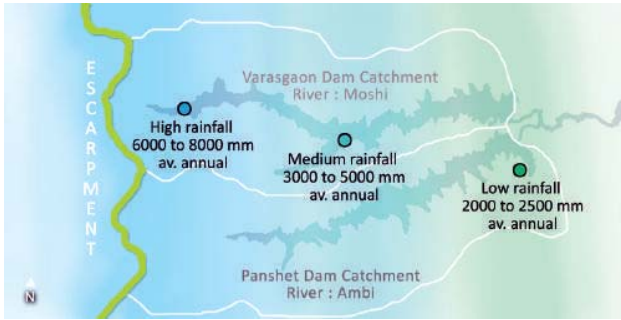 ESCARPMENT
Varasgaon Dam Catchment
River : Moshi
High rainfall
6000 to 8000 mm
av. annual
Medium rainfall
3000 to 5000 mm
av. annual
Low rainfall
2000 to 2500 mm
av. annual
Panshet Dam Catchment
River : Ambi
N